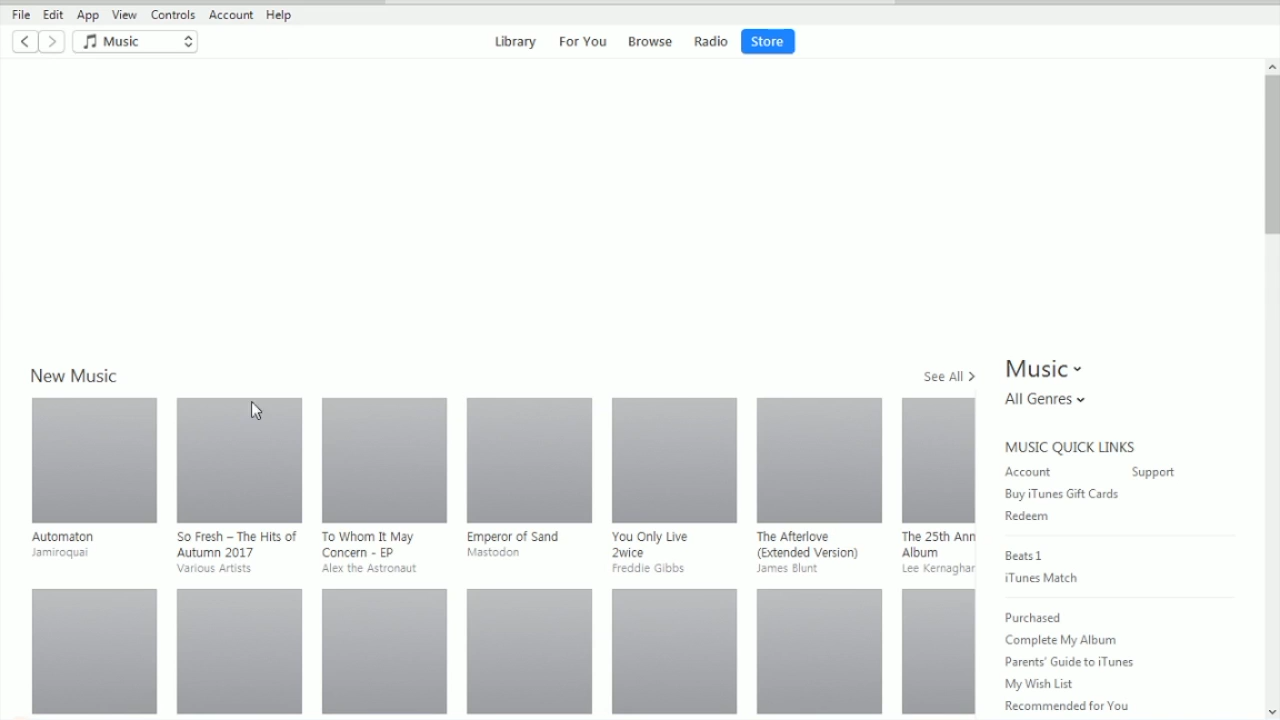 File Edit App View Controls Account Help
Music
Library For You Browse Radio Store
New Music
See All
Automaton
Jamiroquai
So Fresh – The Hits of
Autumn 2017
Various Artists
To Whom It May
Concern - EP
Alex the Astronaut
Emperor of Sand
Mastodon
You Only Live
2wice
Freddie Gibbs
The Afterlove
(Extended Version)
James Blunt
The 25th Ann
Album
Lee Kernaghan
Music
All Genres
MUSIC QUICK LINKS
Account Support
Buy iTunes Gift Cards
Redeem
Beats 1
iTunes Match
Purchased
Complete My Album
Parents' Guide to iTunes
My Wish List
Recommended for You